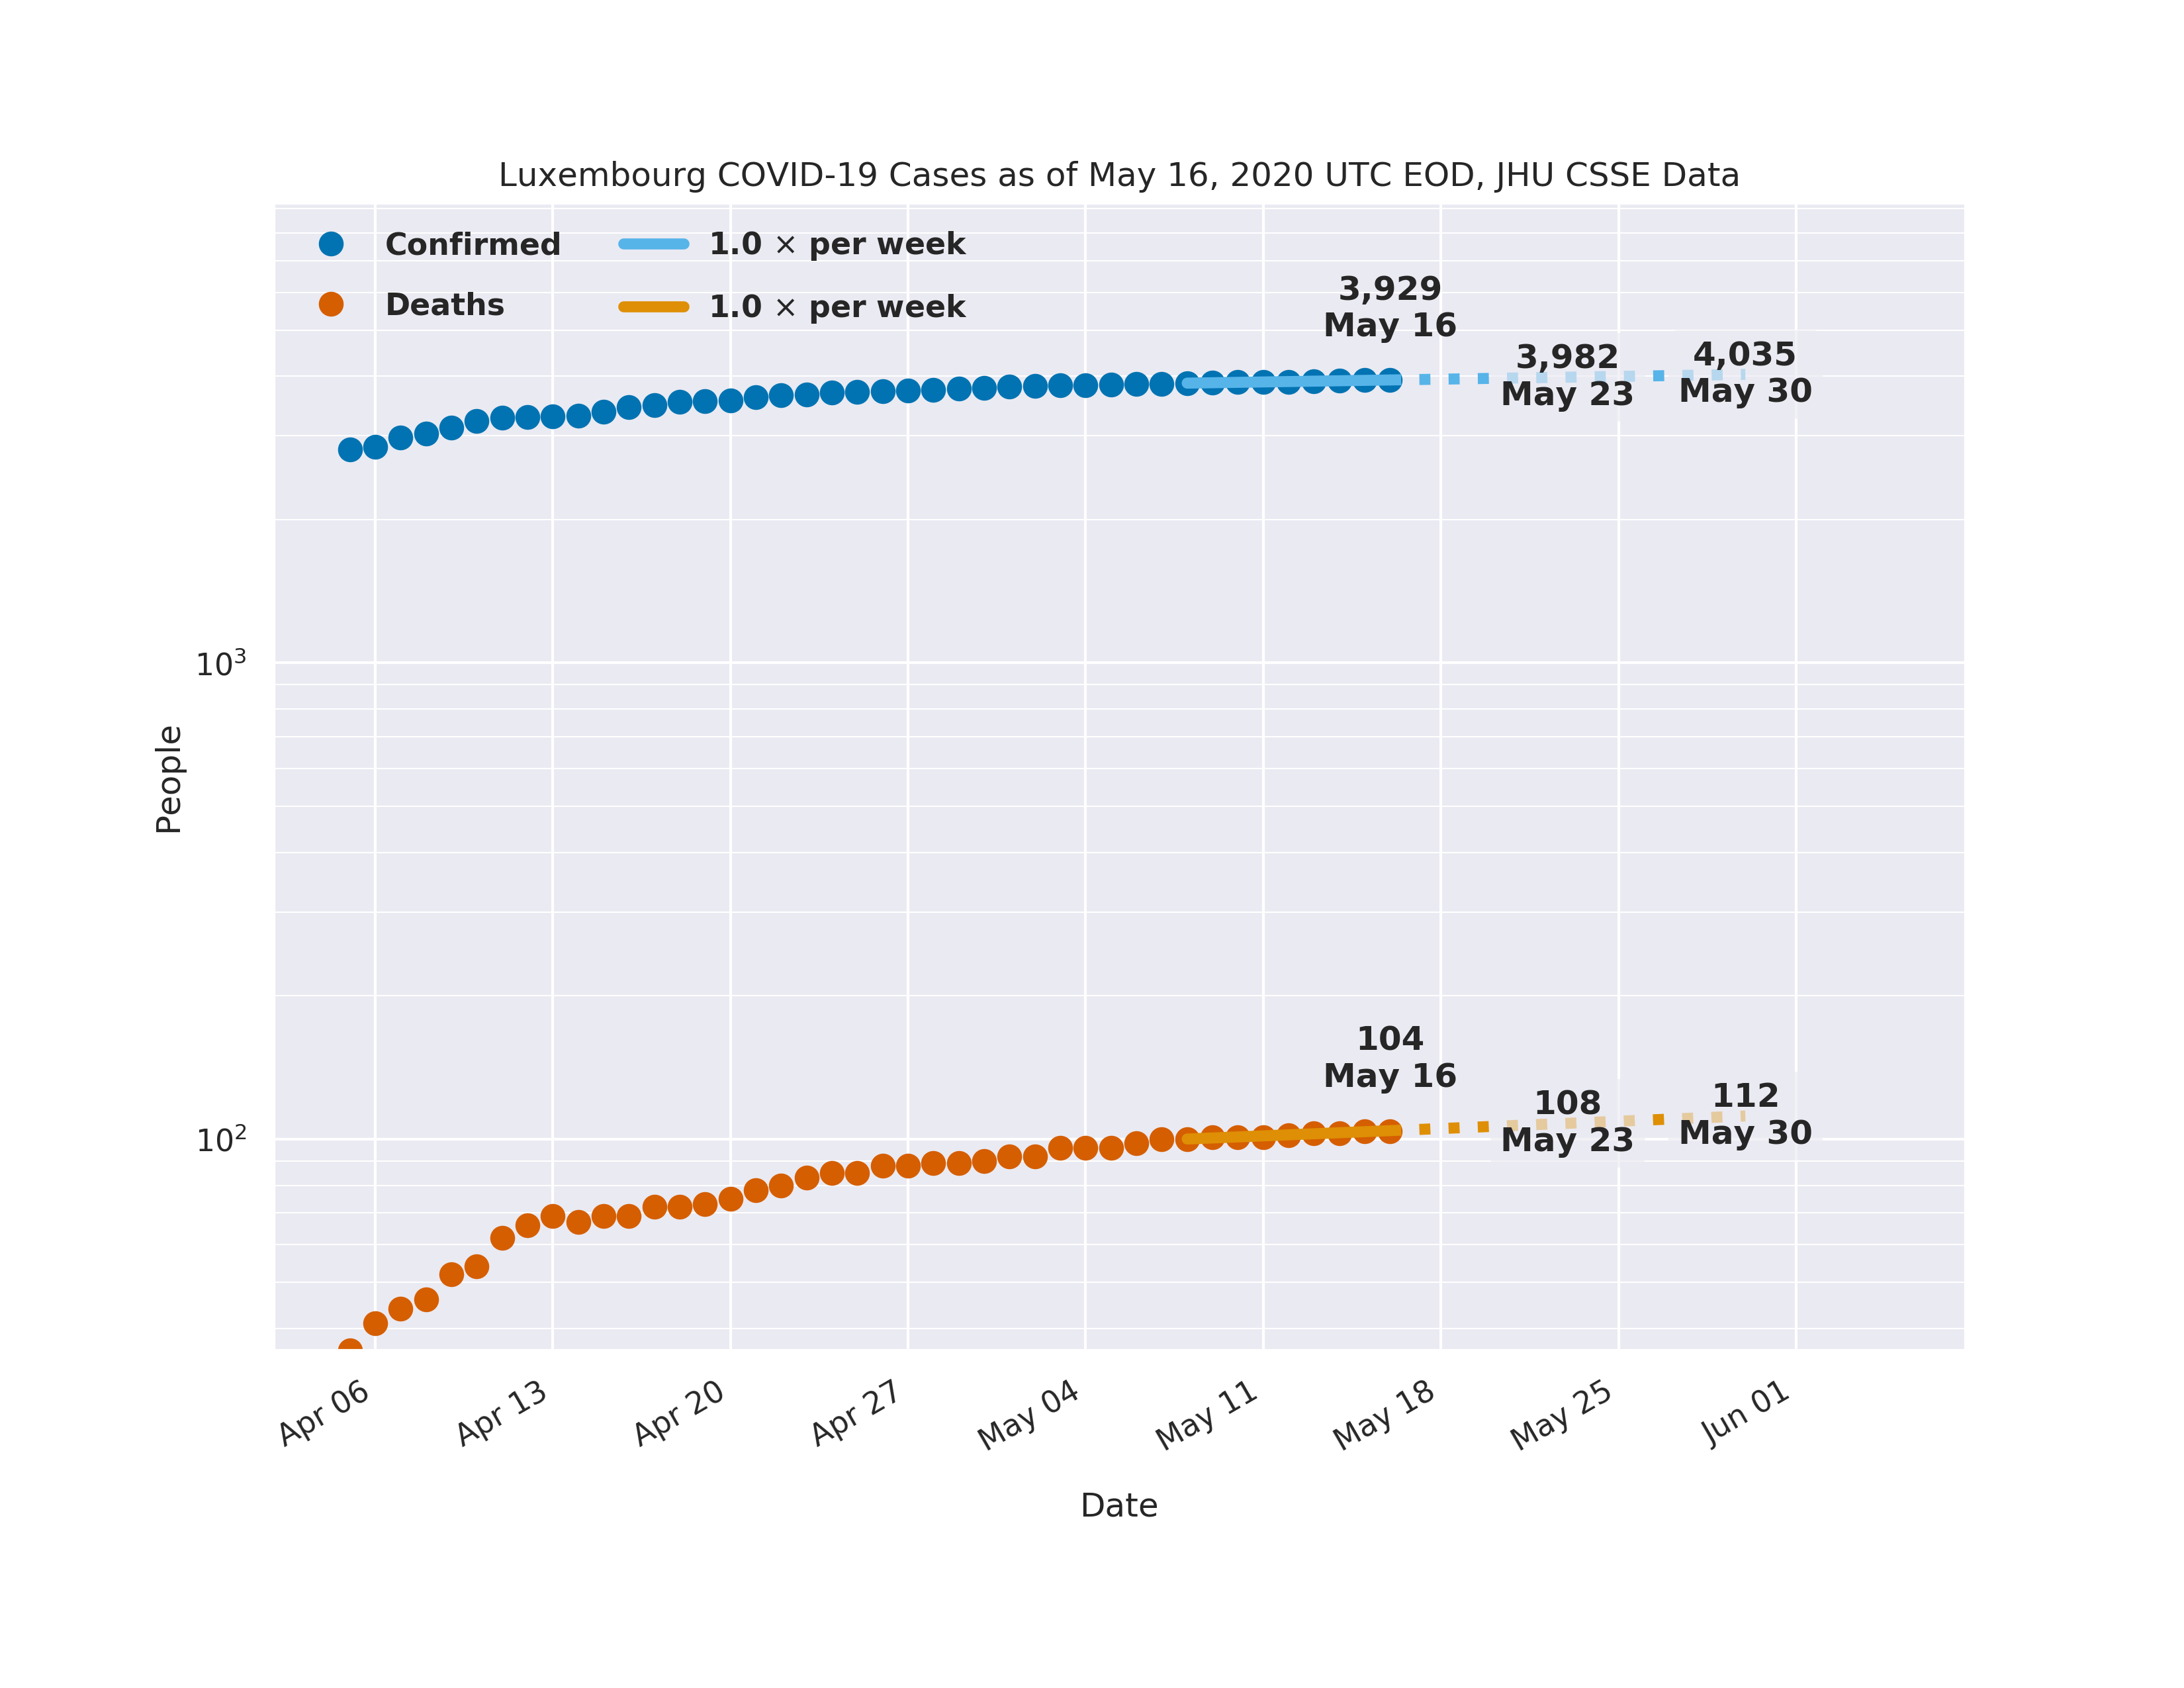 Luxembourg COVID-19 Cases as of May 16, 2020 UTC EOD, JHU CSSE Data
Confirmed
Deaths
1.0 × per week
1.0 × per week
3,929
May 16
3,982
May 23
4,035
May 30
10³
People
104
May 16
108
May 23
112
May 30
10²
Apr 06
Apr 13
Apr 20
Apr 27
May 04
May 11
May 18
May 25
Jun 01
Date